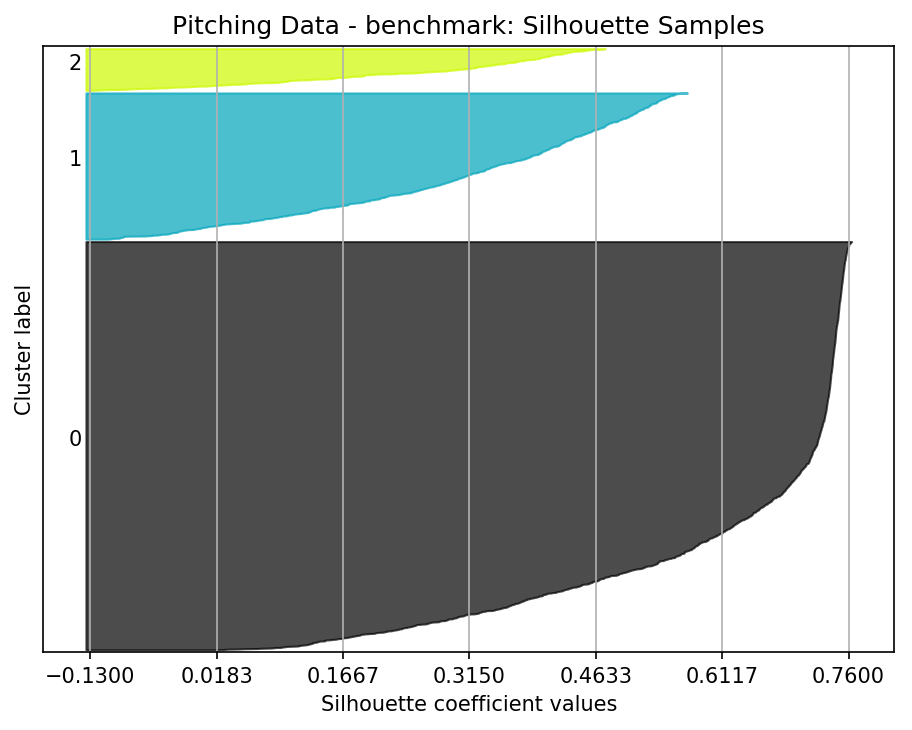 Pitching Data - benchmark: Silhouette Samples
2
1
0
Cluster label
−0.1300 0.0183 0.1667 0.3150 0.4633 0.6117 0.7600
Silhouette coefficient values